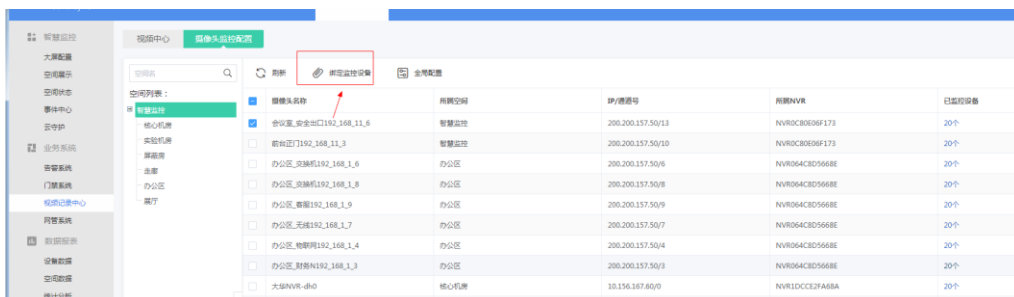 智慧监控
大屏配置
空间展示
空间状态
事件中心
云守护
业务系统
告警系统
门禁系统
视频记录中心
网管系统
数据报表
设备数据
空间数据
统计分析
视频中心 摄像头监控配置
空间名
空间列表：
智慧监控
核心机房
实验机房
屏蔽房
走廊
办公区
展厅
刷新 绑定监控设备 全局配置
摄像头名称 所属空间 IP/通道号 所属NVR 已监控设备
会议室_安全出口192_168_11_6 智慧监控 200.200.157.50/13 NVR0C80E06F173 20个
前台正门192_168_11_3 智慧监控 200.200.157.50/10 NVR0C80E06F173 20个
办公区_交换机192_168_1_6 办公区 200.200.157.50/6 NVR064C8D5668E 20个
办公区_交换机192_168_1_8 办公区 200.200.157.50/8 NVR064C8D5668E 20个
办公区_客服192_168_1_9 办公区 200.200.157.50/9 NVR064C8D5668E 20个
办公区_无线192_168_1_7 办公区 200.200.157.50/7 NVR064C8D5668E 20个
办公区_物联网192_168_1_4 办公区 200.200.157.50/4 NVR064C8D5668E 20个
办公区_财务N192_168_1_3 办公区 200.200.157.50/3 NVR064C8D5668E 20个
大华NVR-dh0 核心机房 10.156.167.60/0 NVR1DCCE2FA68A 20个